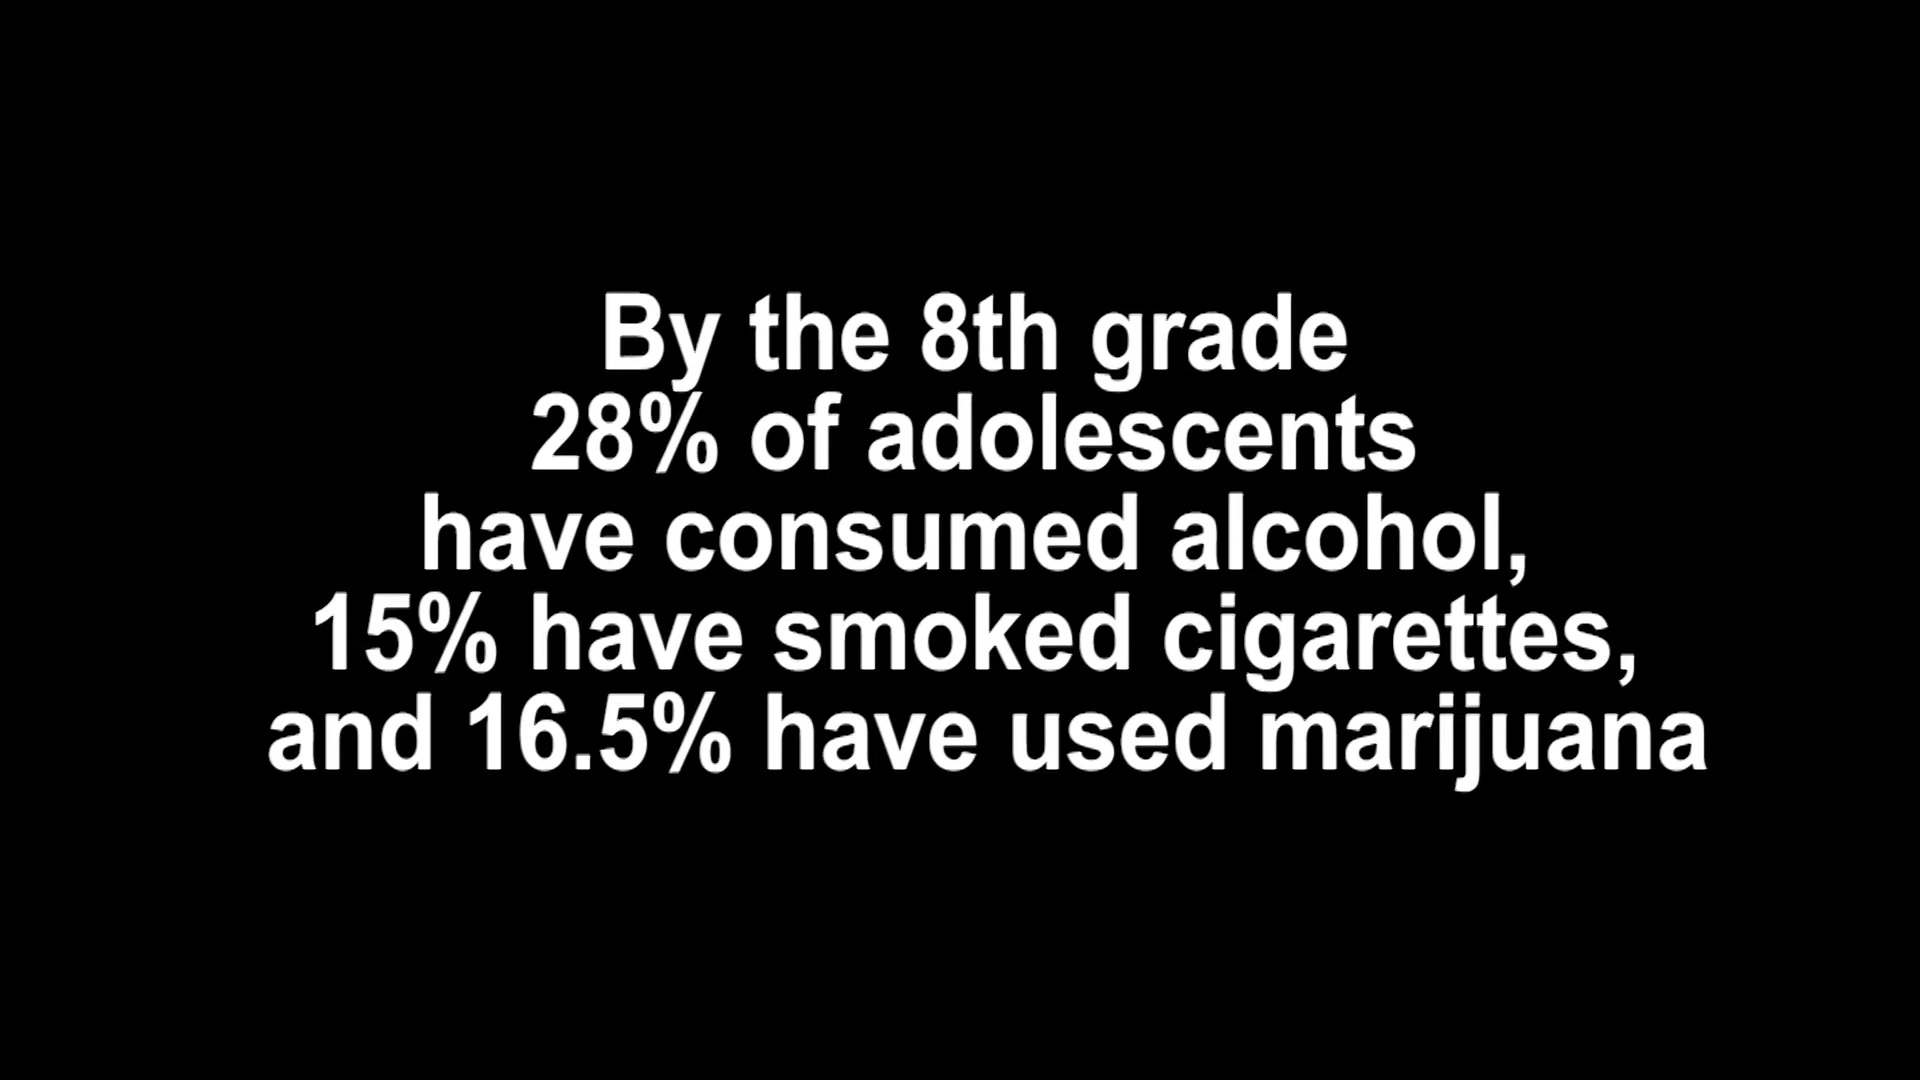 By the 8th grade
28% of adolescents
have consumed alcohol,
15% have smoked cigarettes,
and 16.5% have used marijuana